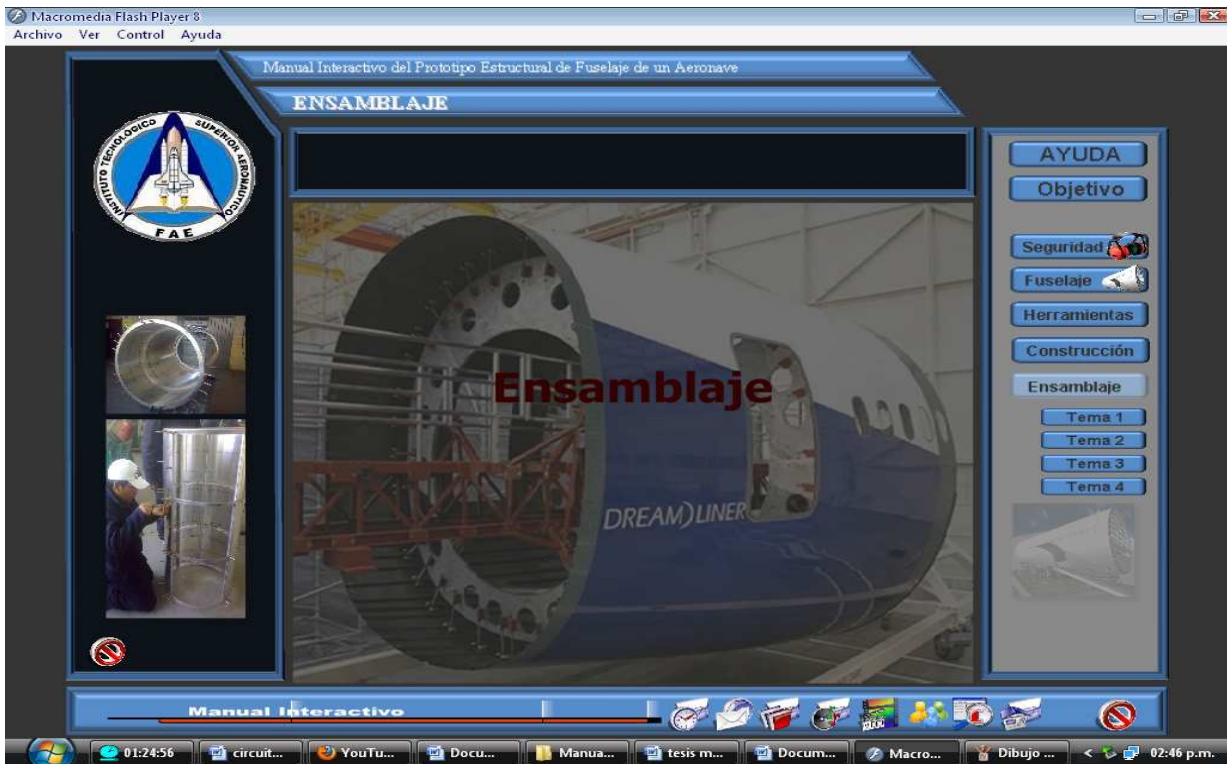 Macromedia Flash Player 8
Archivo Ver Control Ayuda
Manual Interactivo del Prototipo Estructural de Fuselaje de un Aeronave
ENSAMBLAJE
INSTITUTO TECNOLOGICO SUPERIOR AERONAUTICO
FAE
Ensamblaje
DREAMLINER
AYUDA
Objetivo
Seguridad
Fuselaje
Herramientas
Construcción
Ensamblaje
Tema 1
Tema 2
Tema 3
Tema 4
Manual Interactivo
01:24:56 circuit... YouTu... Docu... Manua... tesis m... Docum... Macro... Dibujo ... < 02:46 p.m.